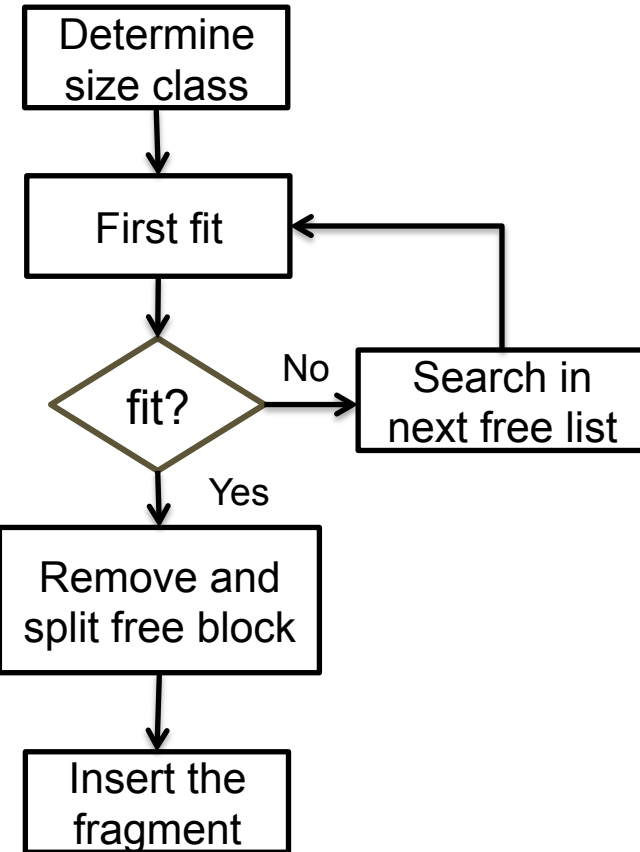 Determine
size class
First fit
fit?
No
Search in
next free list
Yes
Remove and
split free block
Insert the
fragment